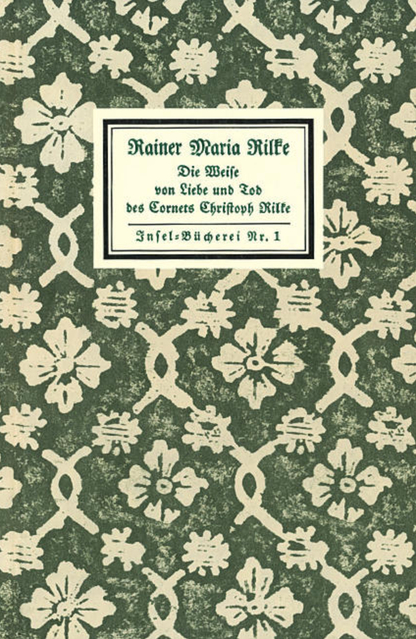 Rainer Maria Rilke
Die Weise
von Liebe und Tod
des Cornets Christoph Rilke
Insel-Bücherei Nr. 1